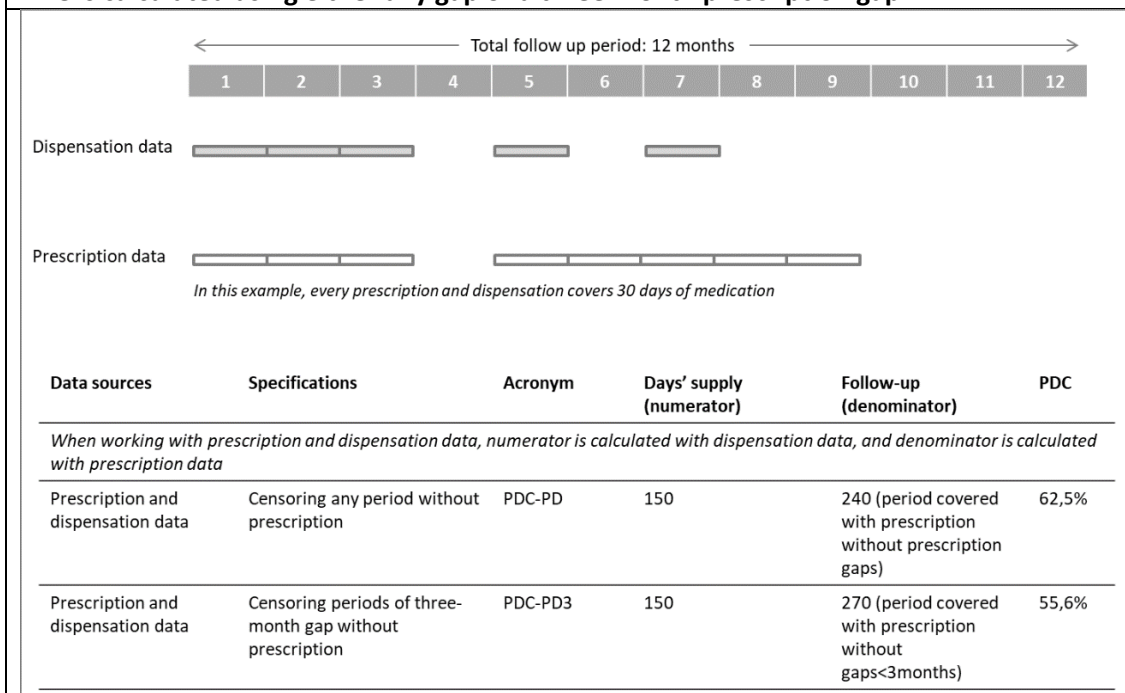 Total follow up period: 12 months
1 2 3 4 5 6 7 8 9 10 11 12
Dispensation data
Prescription data
In this example, every prescription and dispensation covers 30 days of medication
Data sources Specifications Acronym Days' supply (numerator) Follow-up (denominator) PDC
When working with prescription and dispensation data, numerator is calculated with dispensation data, and denominator is calculated
with prescription data
Prescription and dispensation data Censoring any period without prescription PDC-PD 150 240 (period covered with prescription without prescription gaps) 62,5%
Prescription and dispensation data Censoring periods of three-month gap without prescription PDC-PD3 150 270 (period covered with prescription without gaps<3months) 55,6%